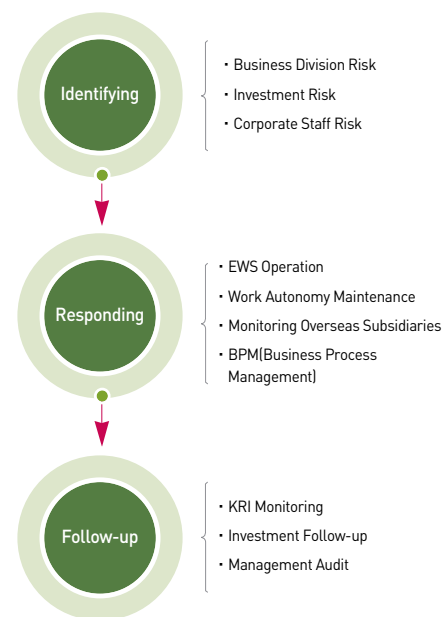 Identifying
· Business Division Risk
· Investment Risk
· Corporate Staff Risk
Responding
· EWS Operation
· Work Autonomy Maintenance
· Monitoring Overseas Subsidiaries
· BPM(Business Process
Management)
Follow-up
· KRI Monitoring
· Investment Follow-up
· Management Audit